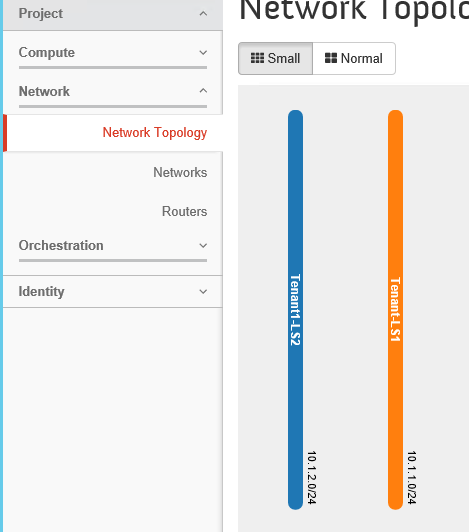 Project
Compute
Network
Network Topology
Networks
Routers
Orchestration
Identity
Network Topolo
Small
Normal
Tenant1-LS2
10.1.2.0/24
Tenant-LS1
10.1.1.0/24